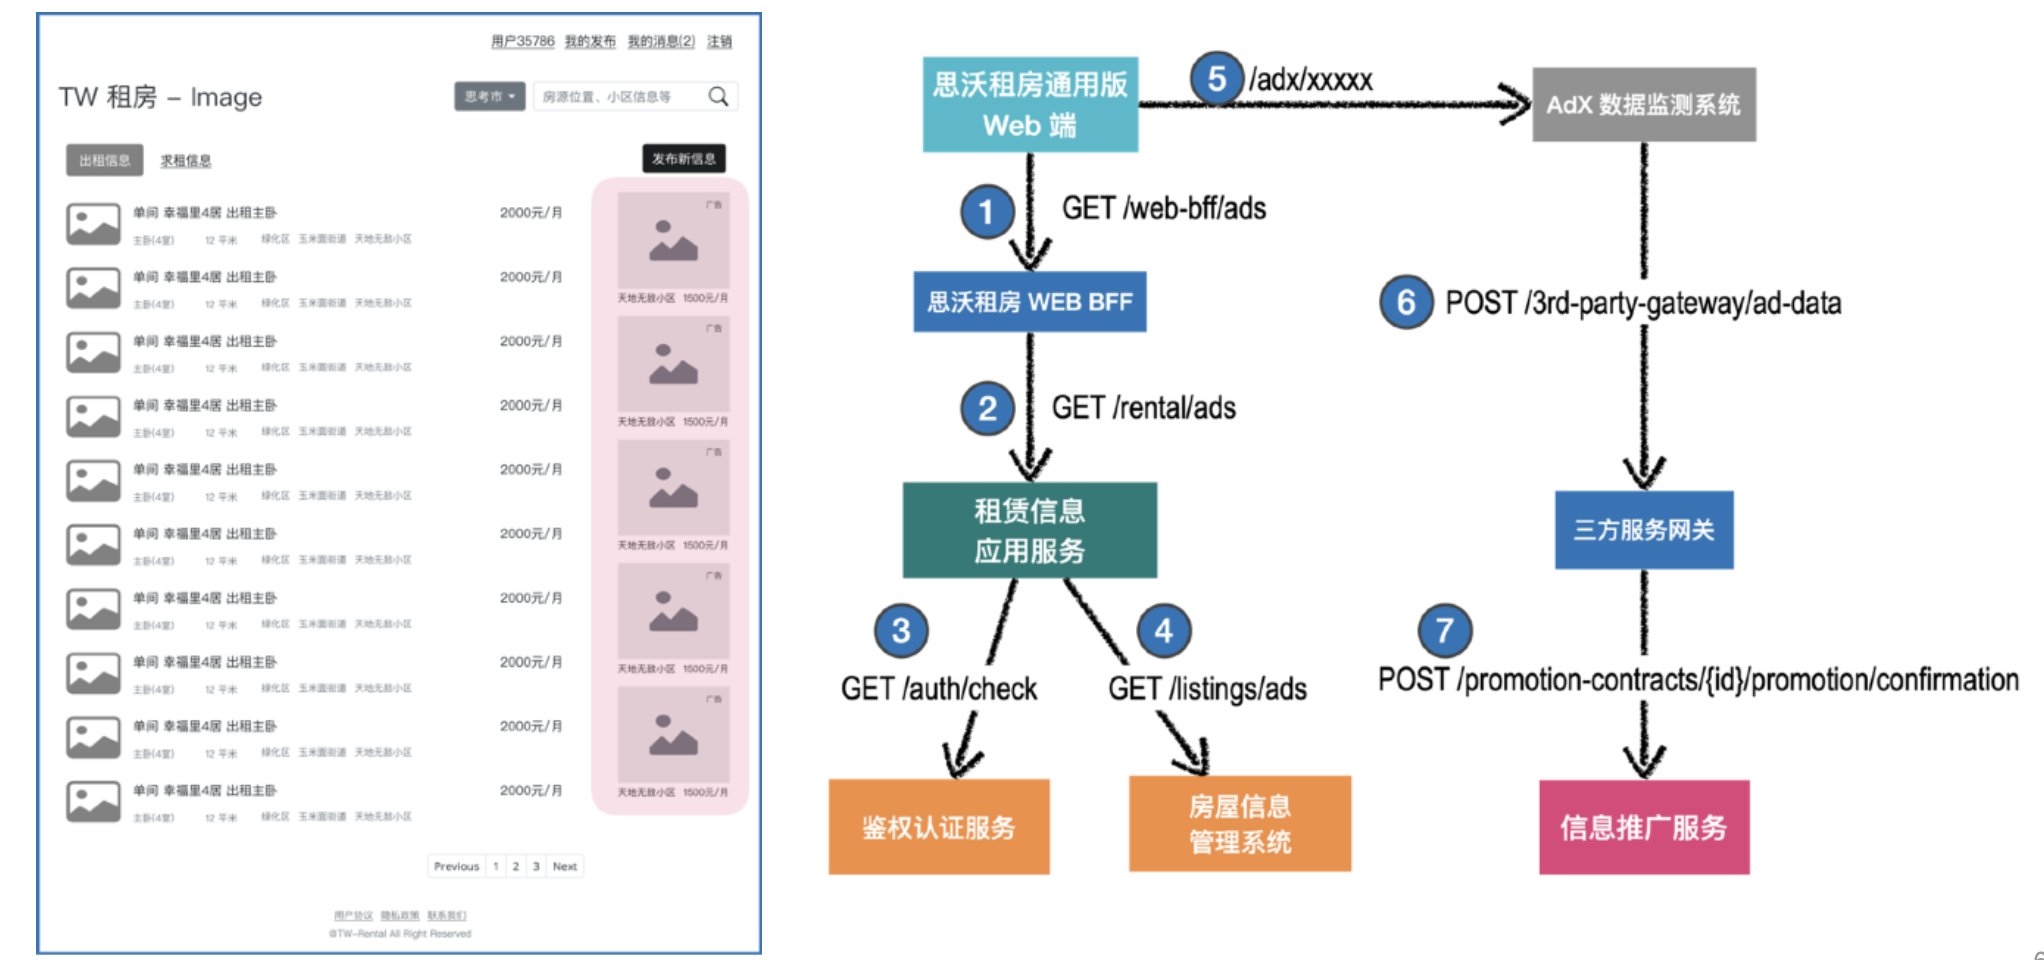 用户35786 我的发布 我的消息(2) 注销
TW 租房 – Image
思考市
房源位置、小区信息等
出租信息
求租信息
发布新信息
单间 幸福里4居 出租主卧 2000元/月
主卧(4室) 12 平米 绿化区 玉米面街道 天地无敌小区
单间 幸福里4居 出租主卧 2000元/月
主卧(4室) 12 平米 绿化区 玉米面街道 天地无敌小区
单间 幸福里4居 出租主卧 2000元/月
主卧(4室) 12 平米 绿化区 玉米面街道 天地无敌小区
单间 幸福里4居 出租主卧 2000元/月
主卧(4室) 12 平米 绿化区 玉米面街道 天地无敌小区
单间 幸福里4居 出租主卧 2000元/月
主卧(4室) 12 平米 绿化区 玉米面街道 天地无敌小区
单间 幸福里4居 出租主卧 2000元/月
主卧(4室) 12 平米 绿化区 玉米面街道 天地无敌小区
单间 幸福里4居 出租主卧 2000元/月
主卧(4室) 12 平米 绿化区 玉米面街道 天地无敌小区
单间 幸福里4居 出租主卧 2000元/月
主卧(4室) 12 平米 绿化区 玉米面街道 天地无敌小区
单间 幸福里4居 出租主卧 2000元/月
主卧(4室) 12 平米 绿化区 玉米面街道 天地无敌小区
单间 幸福里4居 出租主卧 2000元/月
主卧(4室) 12 平米 绿化区 玉米面街道 天地无敌小区
广告
天地无敌小区 1500元/月
广告
天地无敌小区 1500元/月
广告
天地无敌小区 1500元/月
广告
天地无敌小区 1500元/月
广告
天地无敌小区 1500元/月
Previous 1 2 3 Next
用户协议 隐私政策 联系我们
@TW-Rental All Right Reserved
思沃租房通用版
Web 端
5 /adx/xxxxx
AdX 数据监测系统
1 GET /web-bff/ads
思沃租房 WEB BFF
6 POST /3rd-party-gateway/ad-data
2 GET /rental/ads
租赁信息
应用服务
三方服务网关
3
GET /auth/check
4
GET /listings/ads
7
POST /promotion-contracts/{id}/promotion/confirmation
鉴权认证服务
房屋信息
管理系统
信息推广服务